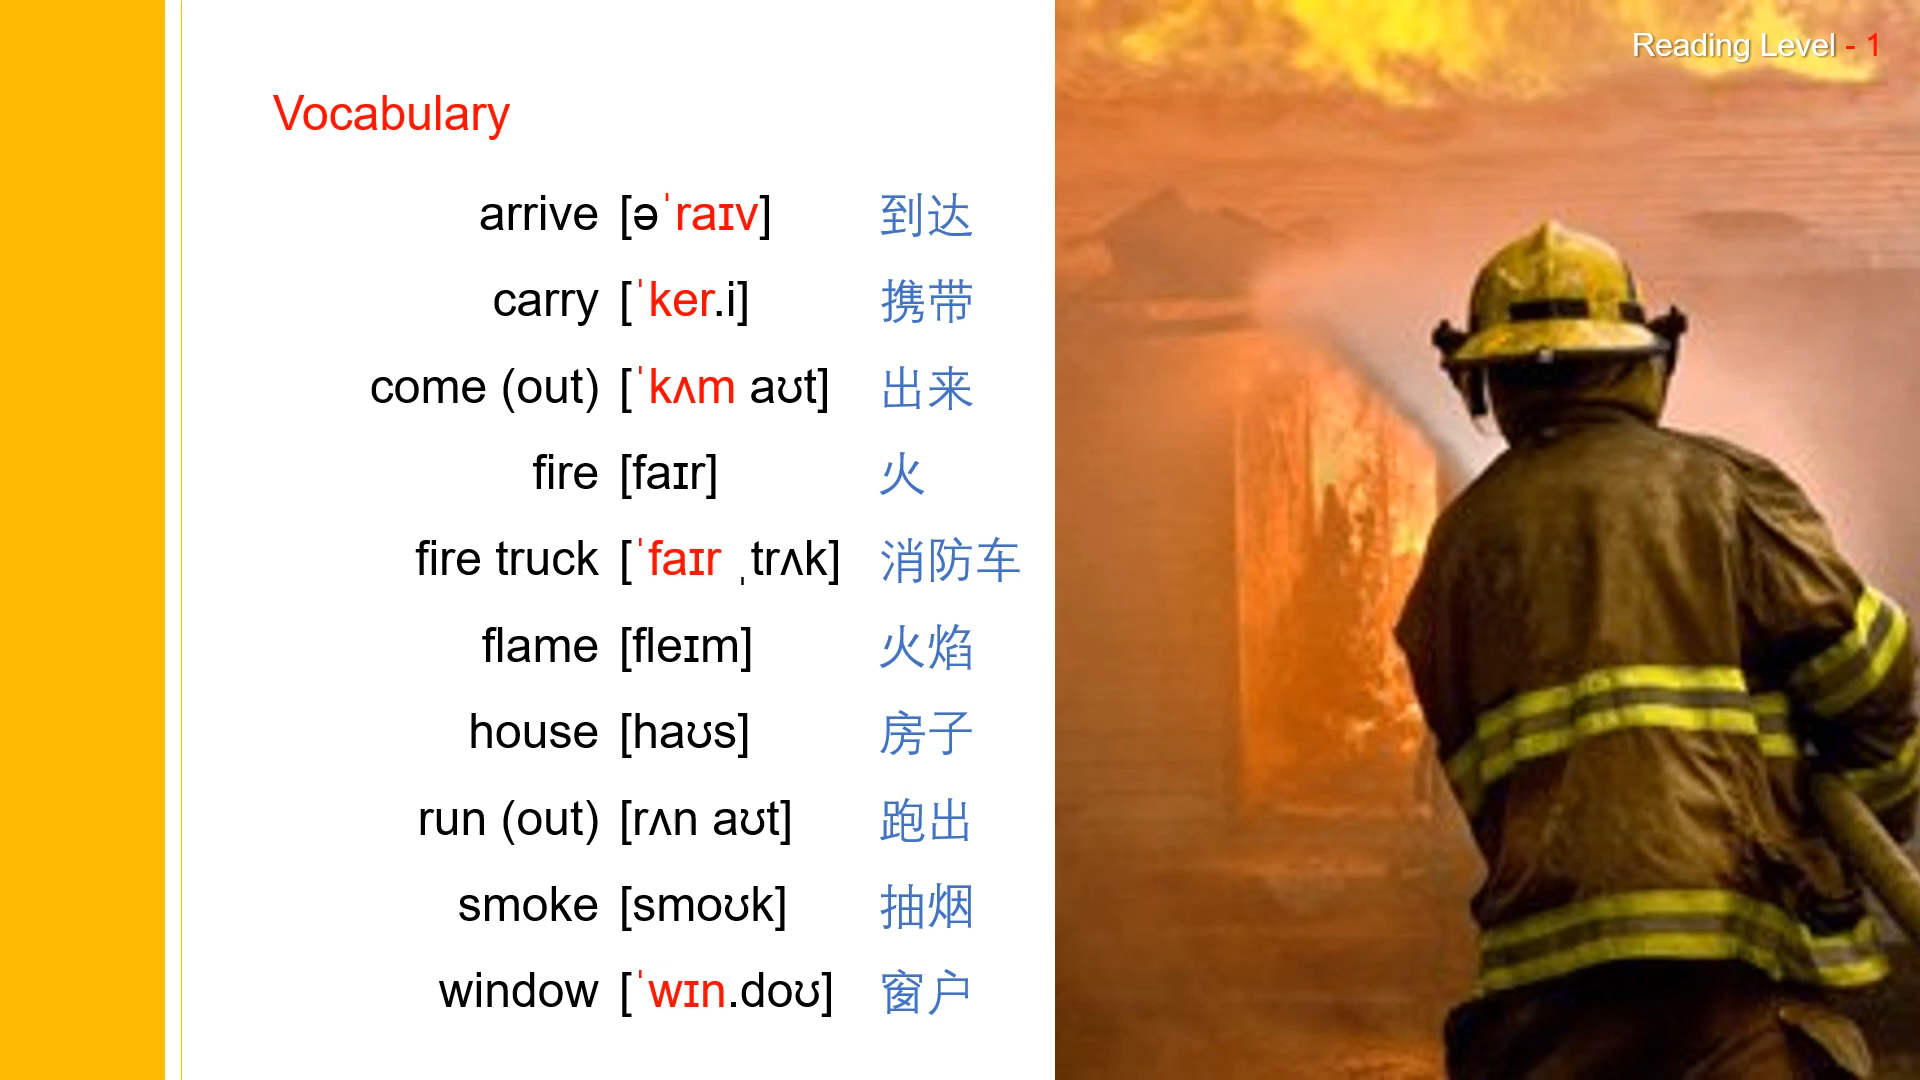 Reading Level - 1
Vocabulary
arrive [əˈraɪv] 到达
carry [ˈker.i] 携带
come (out) [ˈkʌm aʊt] 出来
fire [faɪr] 火
fire truck [ˈfaɪr ˌtrʌk] 消防车
flame [fleɪm] 火焰
house [haʊs] 房子
run (out) [rʌn aʊt] 跑出
smoke [smoʊk] 抽烟
window [ˈwɪn.doʊ] 窗户